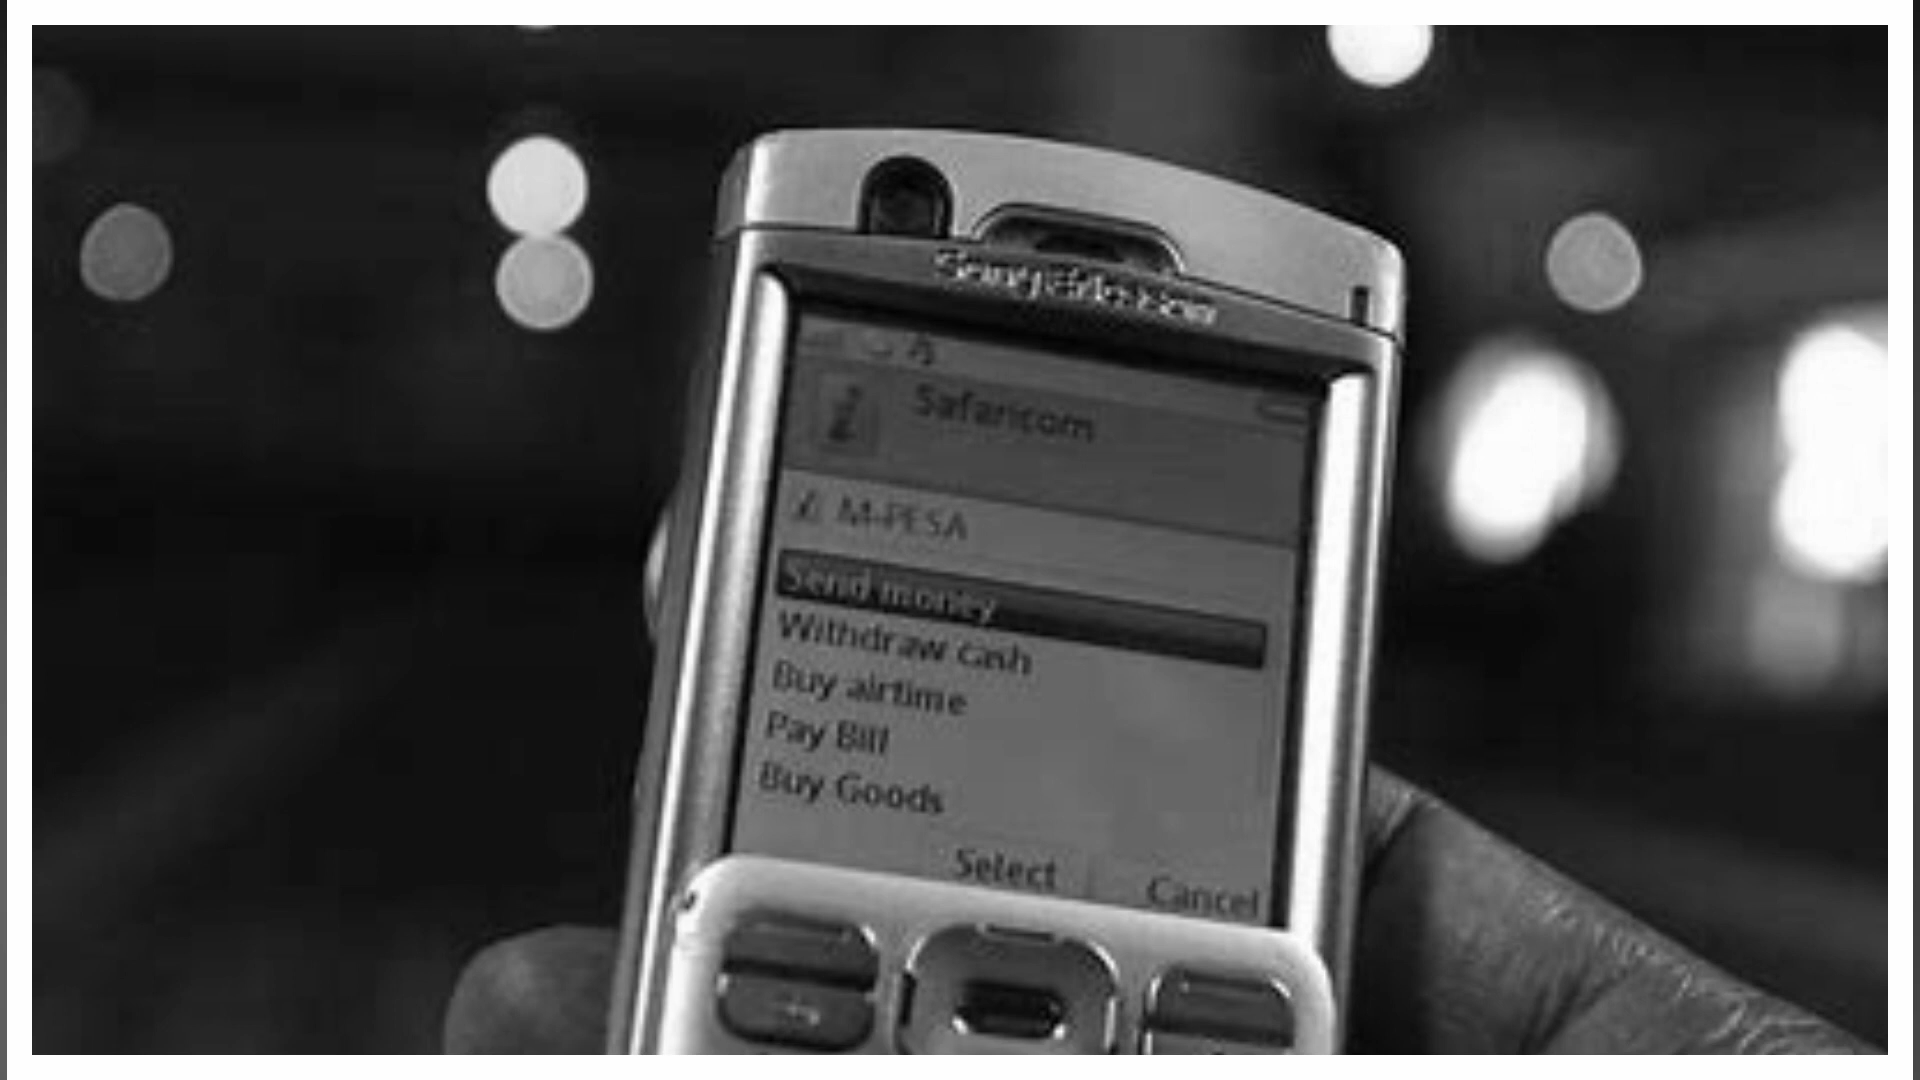 Sony Ericsson
Safaricom
M-PESA
Send money
Withdraw cash
Buy airtime
Pay Bill
Buy Goods
Select
Cancel